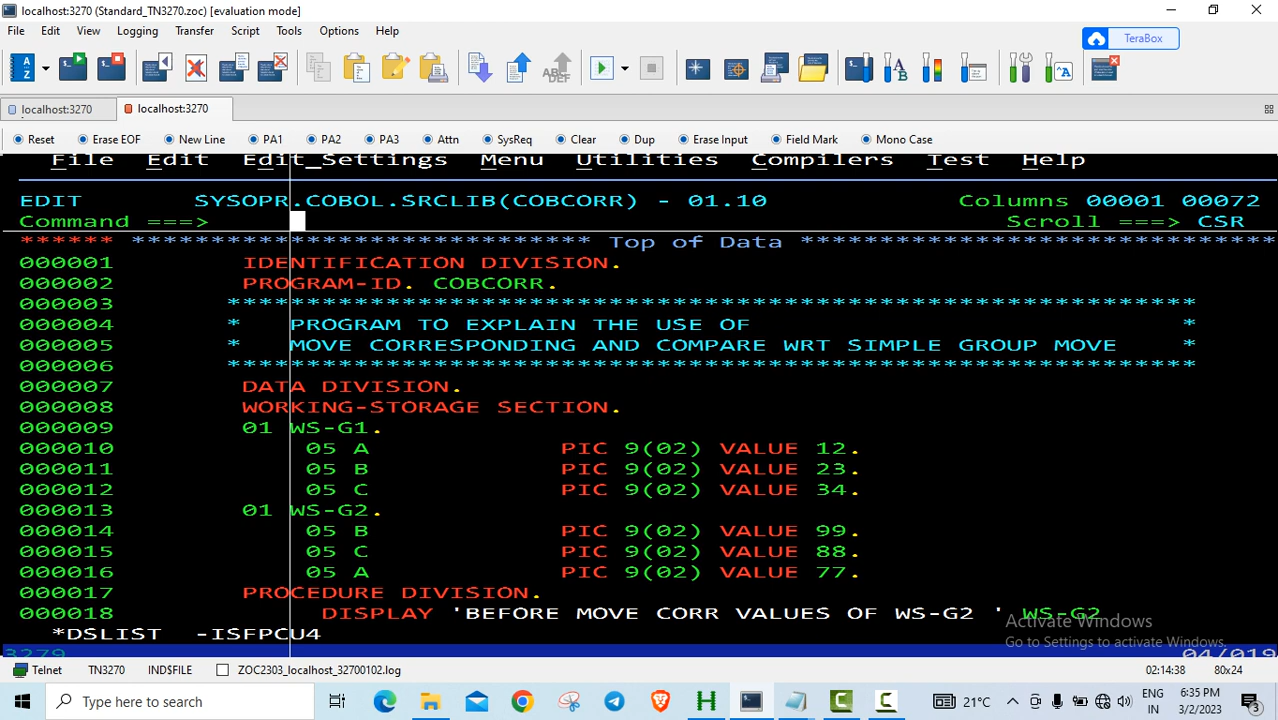 localhost:3270 (Standard_TN3270.zoc) [evaluation mode]
File Edit View Logging Transfer Script Tools Options Help
TeraBox
localhost:3270 localhost:3270
Reset Erase EOF New Line PA1 PA2 PA3 Attn SysReq Clear Dup Erase Input Field Mark Mono Case
File Edit Edit_Settings Menu Utilities Compilers Test Help
EDIT SYSOPR.COBOL.SRCLIB(COBCORR) - 01.10 Columns 00001 00072
Command ===> Scroll ===> CSR
****** ***************************** Top of Data ******************************
000001 IDENTIFICATION DIVISION.
000002 PROGRAM-ID. COBCORR.
000003 *************************************************************
000004 * PROGRAM TO EXPLAIN THE USE OF *
000005 * MOVE CORRESPONDING AND COMPARE WRT SIMPLE GROUP MOVE *
000006 *************************************************************
000007 DATA DIVISION.
000008 WORKING-STORAGE SECTION.
000009 01 WS-G1.
000010 05 A PIC 9(02) VALUE 12.
000011 05 B PIC 9(02) VALUE 23.
000012 05 C PIC 9(02) VALUE 34.
000013 01 WS-G2.
000014 05 B PIC 9(02) VALUE 99.
000015 05 C PIC 9(02) VALUE 88.
000016 05 A PIC 9(02) VALUE 77.
000017 PROCEDURE DIVISION.
000018 DISPLAY 'BEFORE MOVE CORR VALUES OF WS-G2 ' WS-G2
Activate Windows
*DSLIST -ISFPCU4
Go to Settings to activate Windows.
3279 04/019
Telnet TN3270 IND$FILE ZOC2303_localhost_32700102.log 02:14:38 80x24
Type here to search 21°C ENG IN 6:35 PM 3/2/2023 3